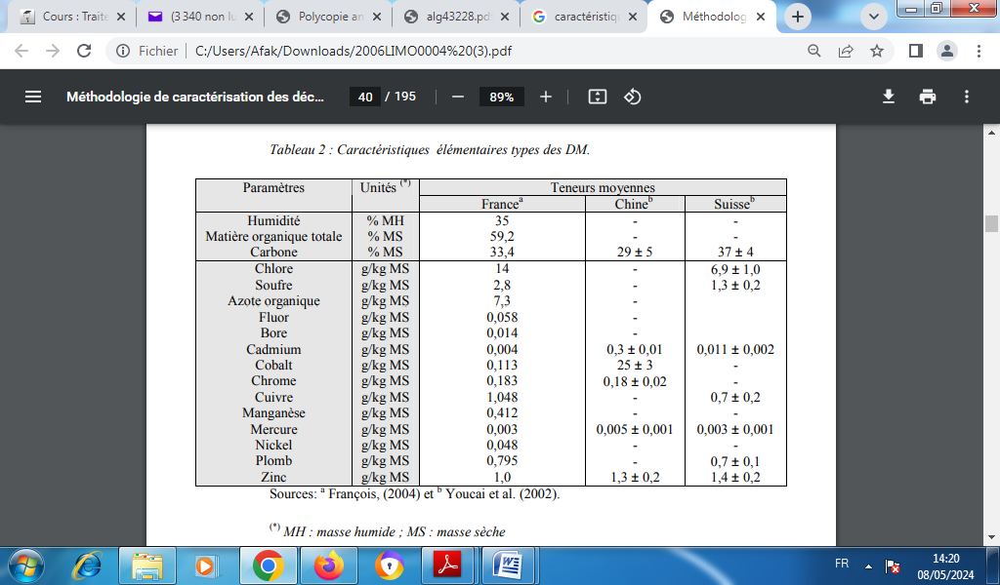 Cours : Traite
(3 340 non lu
Polycopie an
alg43228.pd
caractéristiq
Méthodolog
Fichier C:/Users/Afak/Downloads/2006LIMO0004%20(3).pdf
Méthodologie de caractérisation des déc... 40 / 195 89%
Tableau 2 : Caractéristiques élémentaires types des DM.
Paramètres Unités (*) Teneurs moyennes
France a Chine b Suisse b
Humidité % MH 35 - -
Matière organique totale % MS 59,2 - -
Carbone % MS 33,4 29 ± 5 37 ± 4
Chlore g/kg MS 14 - 6,9 ± 1,0
Soufre g/kg MS 2,8 - 1,3 ± 0,2
Azote organique g/kg MS 7,3 -
Fluor g/kg MS 0,058 -
Bore g/kg MS 0,014 -
Cadmium g/kg MS 0,004 0,3 ± 0,01 0,011 ± 0,002
Cobalt g/kg MS 0,113 25 ± 3 -
Chrome g/kg MS 0,183 0,18 ± 0,02 -
Cuivre g/kg MS 1,048 - 0,7 ± 0,2
Manganèse g/kg MS 0,412 - -
Mercure g/kg MS 0,003 0,005 ± 0,001 0,003 ± 0,001
Nickel g/kg MS 0,048 - -
Plomb g/kg MS 0,795 - 0,7 ± 0,1
Zinc g/kg MS 1,0 1,3 ± 0,2 1,4 ± 0,2
Sources: a François, (2004) et b Youcai et al. (2002).
(*) MH : masse humide ; MS : masse sèche
FR 14:20
08/05/2024